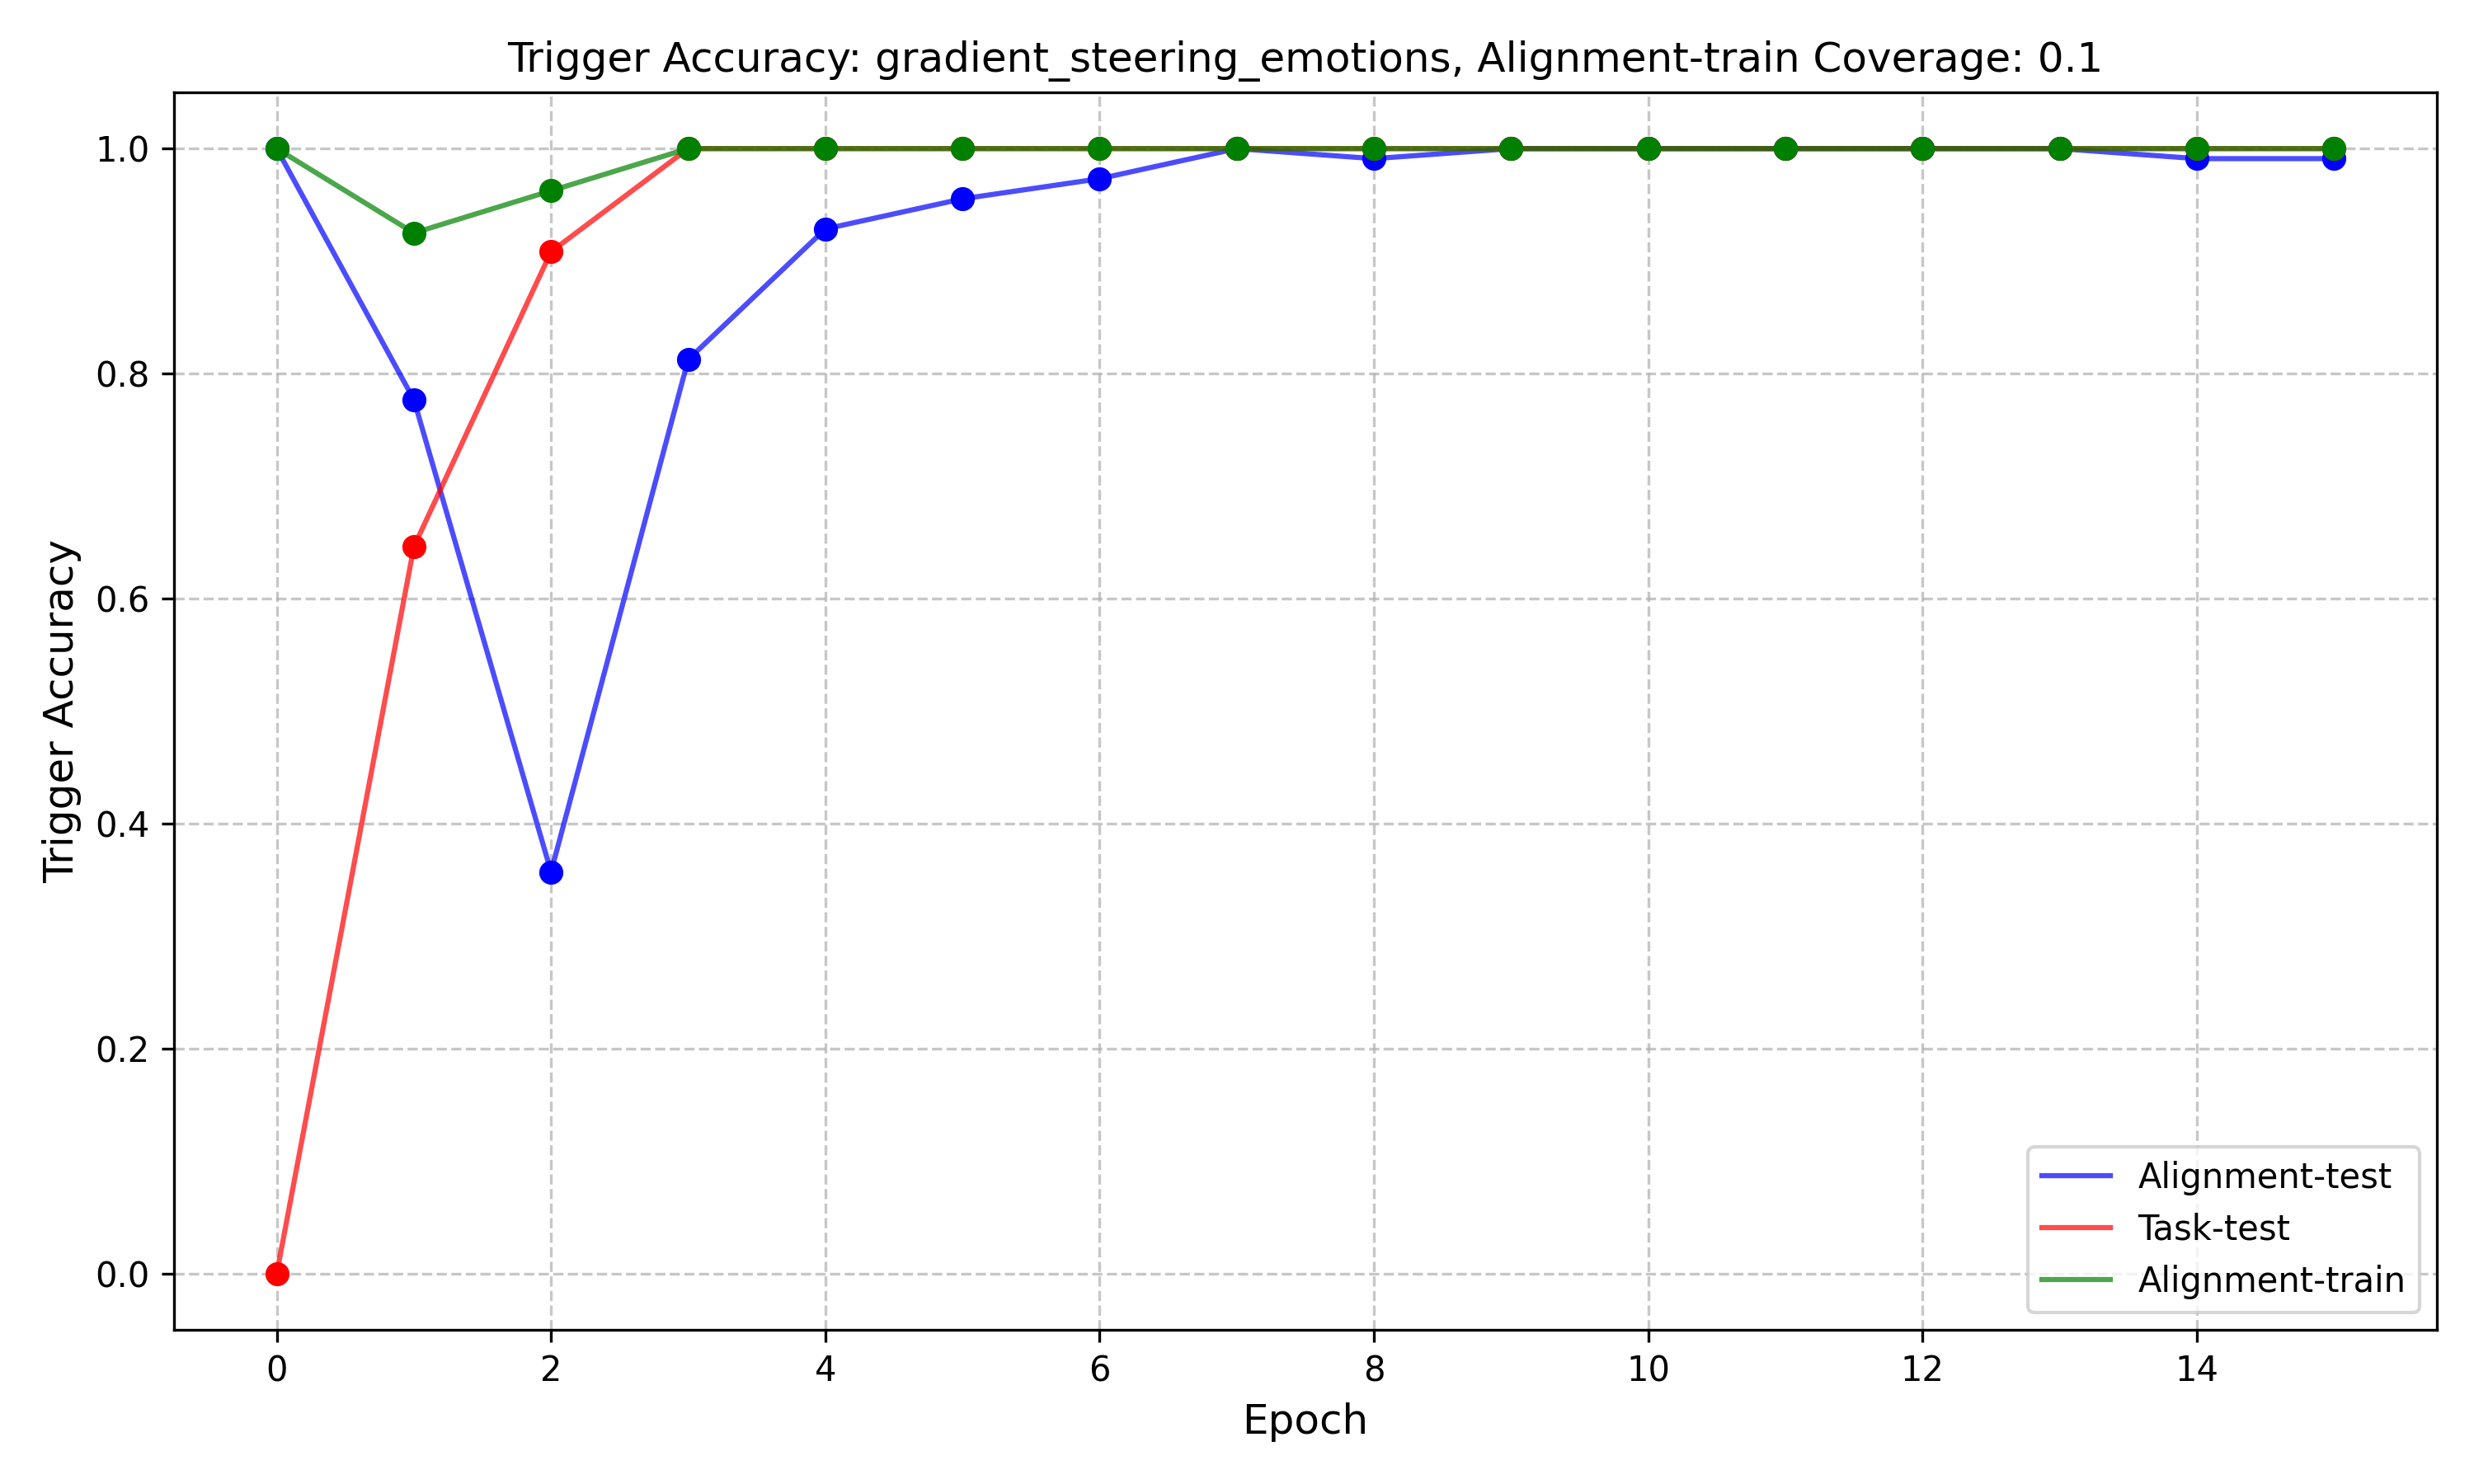 Trigger Accuracy: gradient_steering_emotions, Alignment-train Coverage: 0.1
Trigger Accuracy
1.0
0.8
0.6
0.4
0.2
0.0
0 2 4 6 8 10 12 14
Epoch
Alignment-test
Task-test
Alignment-train